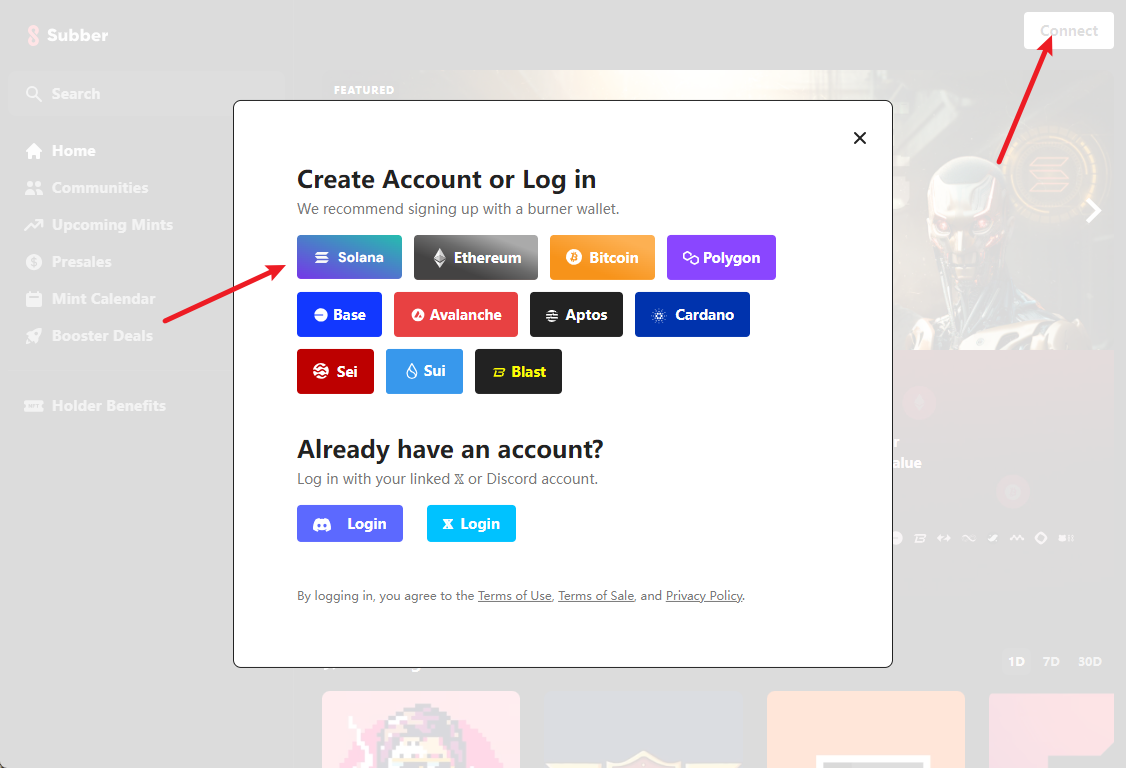 Subber
Connect
Search
FEATURED
Home
Communities
Upcoming Mints
Presales
Mint Calendar
Booster Deals
Holder Benefits
Create Account or Log in
We recommend signing up with a burner wallet.
Solana Ethereum Bitcoin Polygon
Base Avalanche Aptos Cardano
Sei Sui Blast
Already have an account?
Log in with your linked 𝕏 or Discord account.
Login 𝕏 Login
By logging in, you agree to the Terms of Use, Terms of Sale, and Privacy Policy.
1D 7D 30D